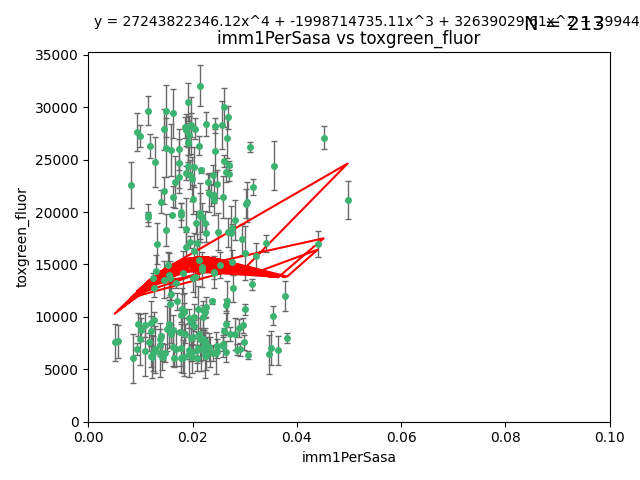 y = 27243822346.12x^4 + -1998714735.11x^3 +
N = 213
imm1PerSasa vs toxgreen_fluor
35000
30000
25000
20000
15000
10000
5000
0
toxgreen_fluor
0.00 0.02 0.04 0.06 0.08 0.10
imm1PerSasa